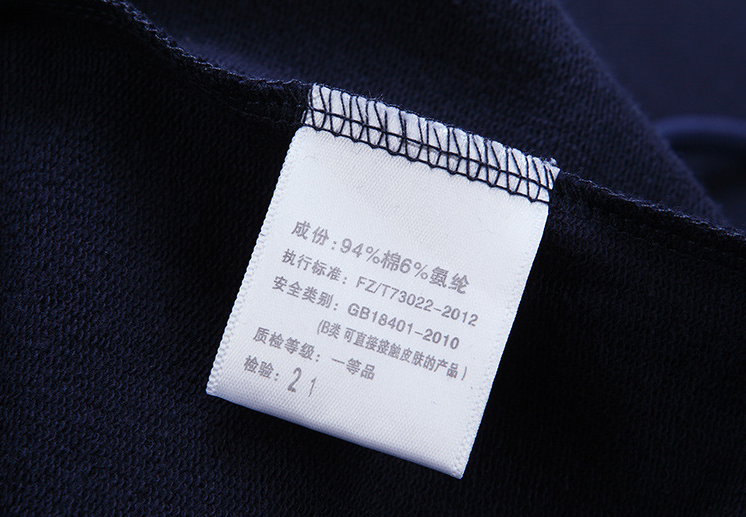 成份:94%棉6%氨纶
执行标准: FZ/T73022-2012
安全类别: GB18401-2010
(B类 可直接接触皮肤的产品)
质检等级: 一等品
检验: 21